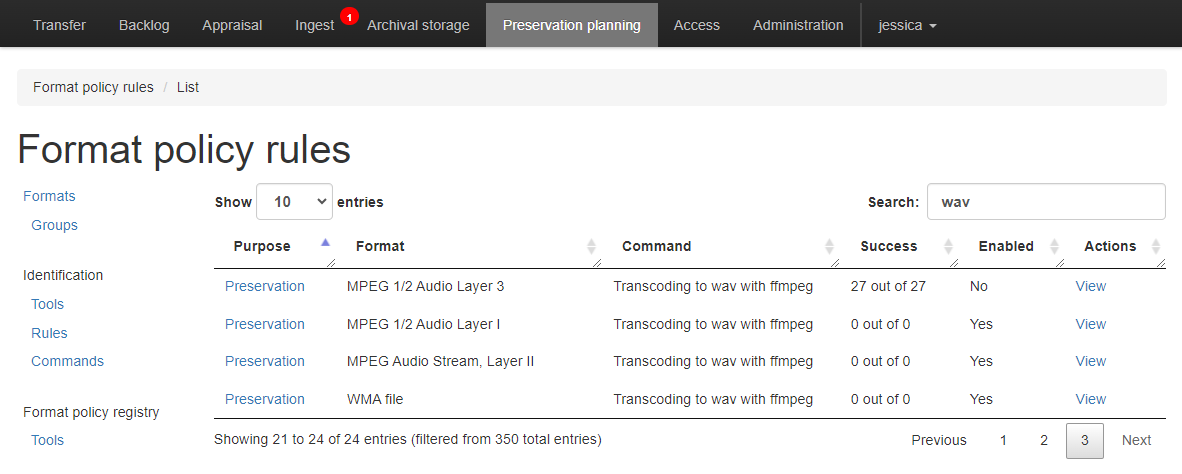 Transfer Backlog Appraisal Ingest 1 Archival storage Preservation planning Access Administration jessica
Format policy rules / List
Format policy rules
Formats
Groups
Identification
Tools
Rules
Commands
Format policy registry
Tools
Show 10 entries Search: wav
Purpose Format Command Success Enabled Actions
Preservation MPEG 1/2 Audio Layer 3 Transcoding to wav with ffmpeg 27 out of 27 No View
Preservation MPEG 1/2 Audio Layer I Transcoding to wav with ffmpeg 0 out of 0 Yes View
Preservation MPEG Audio Stream, Layer II Transcoding to wav with ffmpeg 0 out of 0 Yes View
Preservation WMA file Transcoding to wav with ffmpeg 0 out of 0 Yes View
Showing 21 to 24 of 24 entries (filtered from 350 total entries) Previous 1 2 3 Next